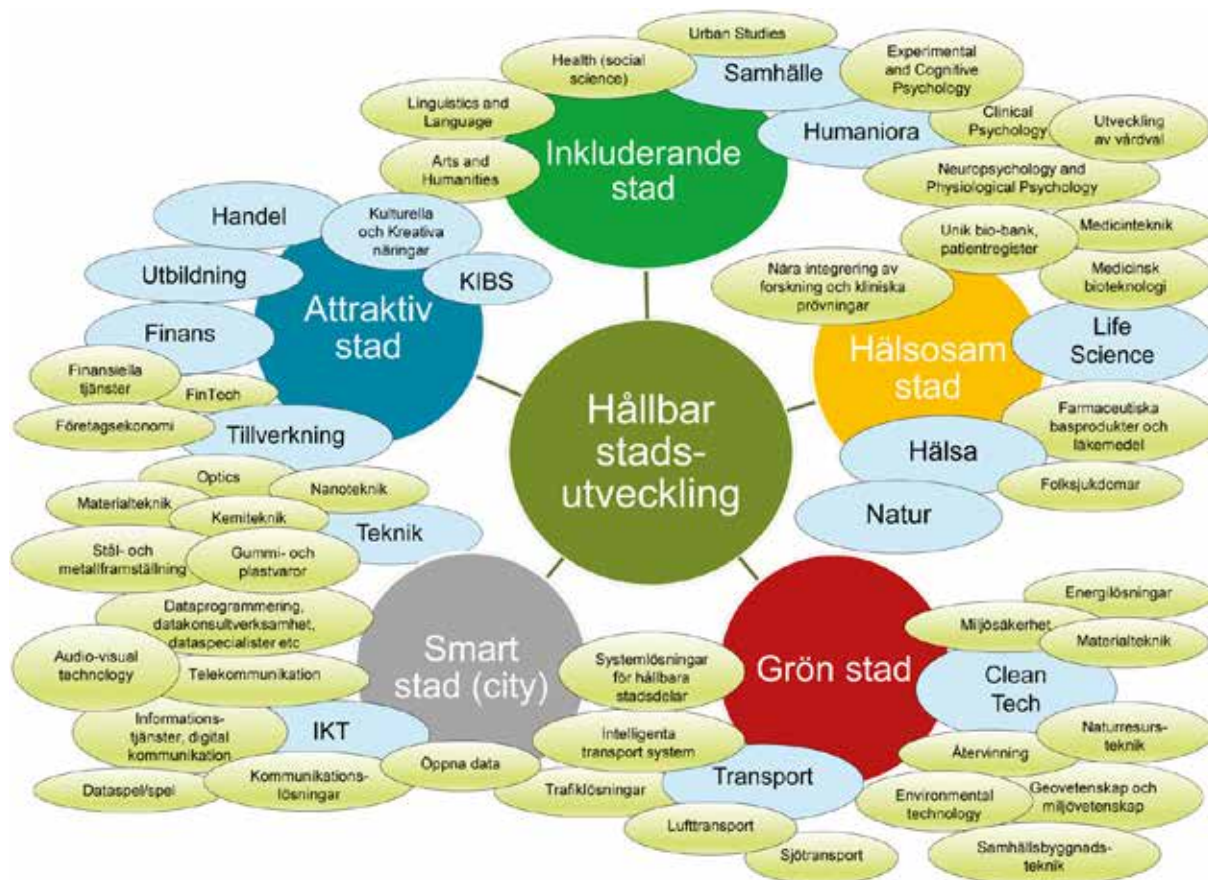 Urban Studies
Health (social
science)
Samhälle
Experimental
and Cognitive
Psychology
Linguistics and
Language
Inkluderande
stad
Humaniora
Clinical
Psychology
Utveckling
av vårdval
Arts and
Humanities
Neuropsychology and
Physiological Psychology
Handel
Kulturella
och Kreativa
näringar
Unik bio-bank,
patientregister
Medicinteknik
Utbildning
KIBS
Nära integrering av
forskning och kliniska
prövningar
Medicinsk
bioteknologi
Attraktiv
stad
Finans
Life
Science
Hälsosam
stad
Finansiella
tjänster
FinTech
Företagsekonomi
Tillverkning
Hållbar
stads-
utveckling
Farmaceutiska
basprodukter och
läkemedel
Hälsa
Folksjukdomar
Natur
Optics
Nanoteknik
Materialteknik
Kemiteknik
Teknik
Stål- och
metallframställning
Gummi- och
plastvaror
Dataprogrammering,
datakonsultverksamhet,
dataspecialister etc
Audio-visual
technology
Telekommunikation
Smart
stad (city)
Systemlösningar
för hållbara
stadsdelar
Grön stad
Energilösningar
Miljösäkerhet
Materialteknik
Clean
Tech
Informations-
tjänster, digital
kommunikation
IKT
Intelligenta
transport system
Naturresurs-
teknik
Återvinning
Öppna data
Transport
Dataspel/spel
Kommunikations-
lösningar
Trafiklösningar
Environmental
technology
Geovetenskap och
miljövetenskap
Lufttransport
Sjötransport
Samhällsbyggnads-
teknik